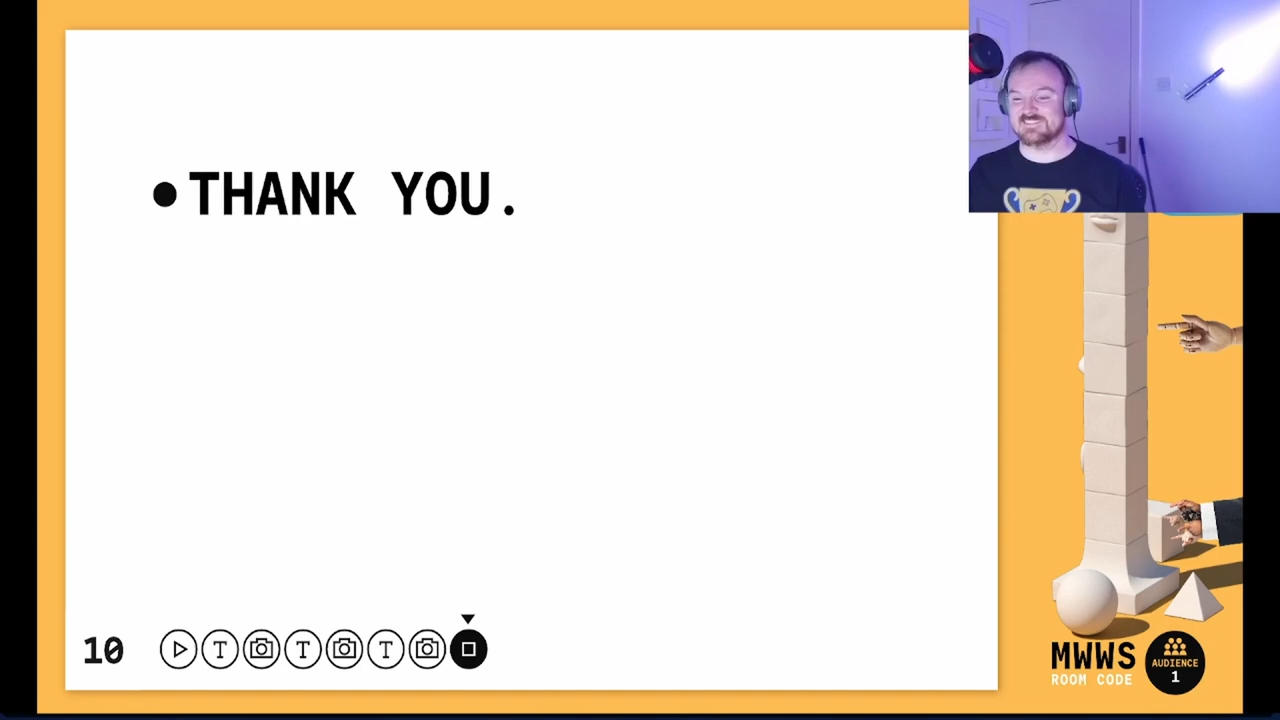 •THANK YOU.
10
T
T
T
MWWS
ROOM CODE
AUDIENCE
1